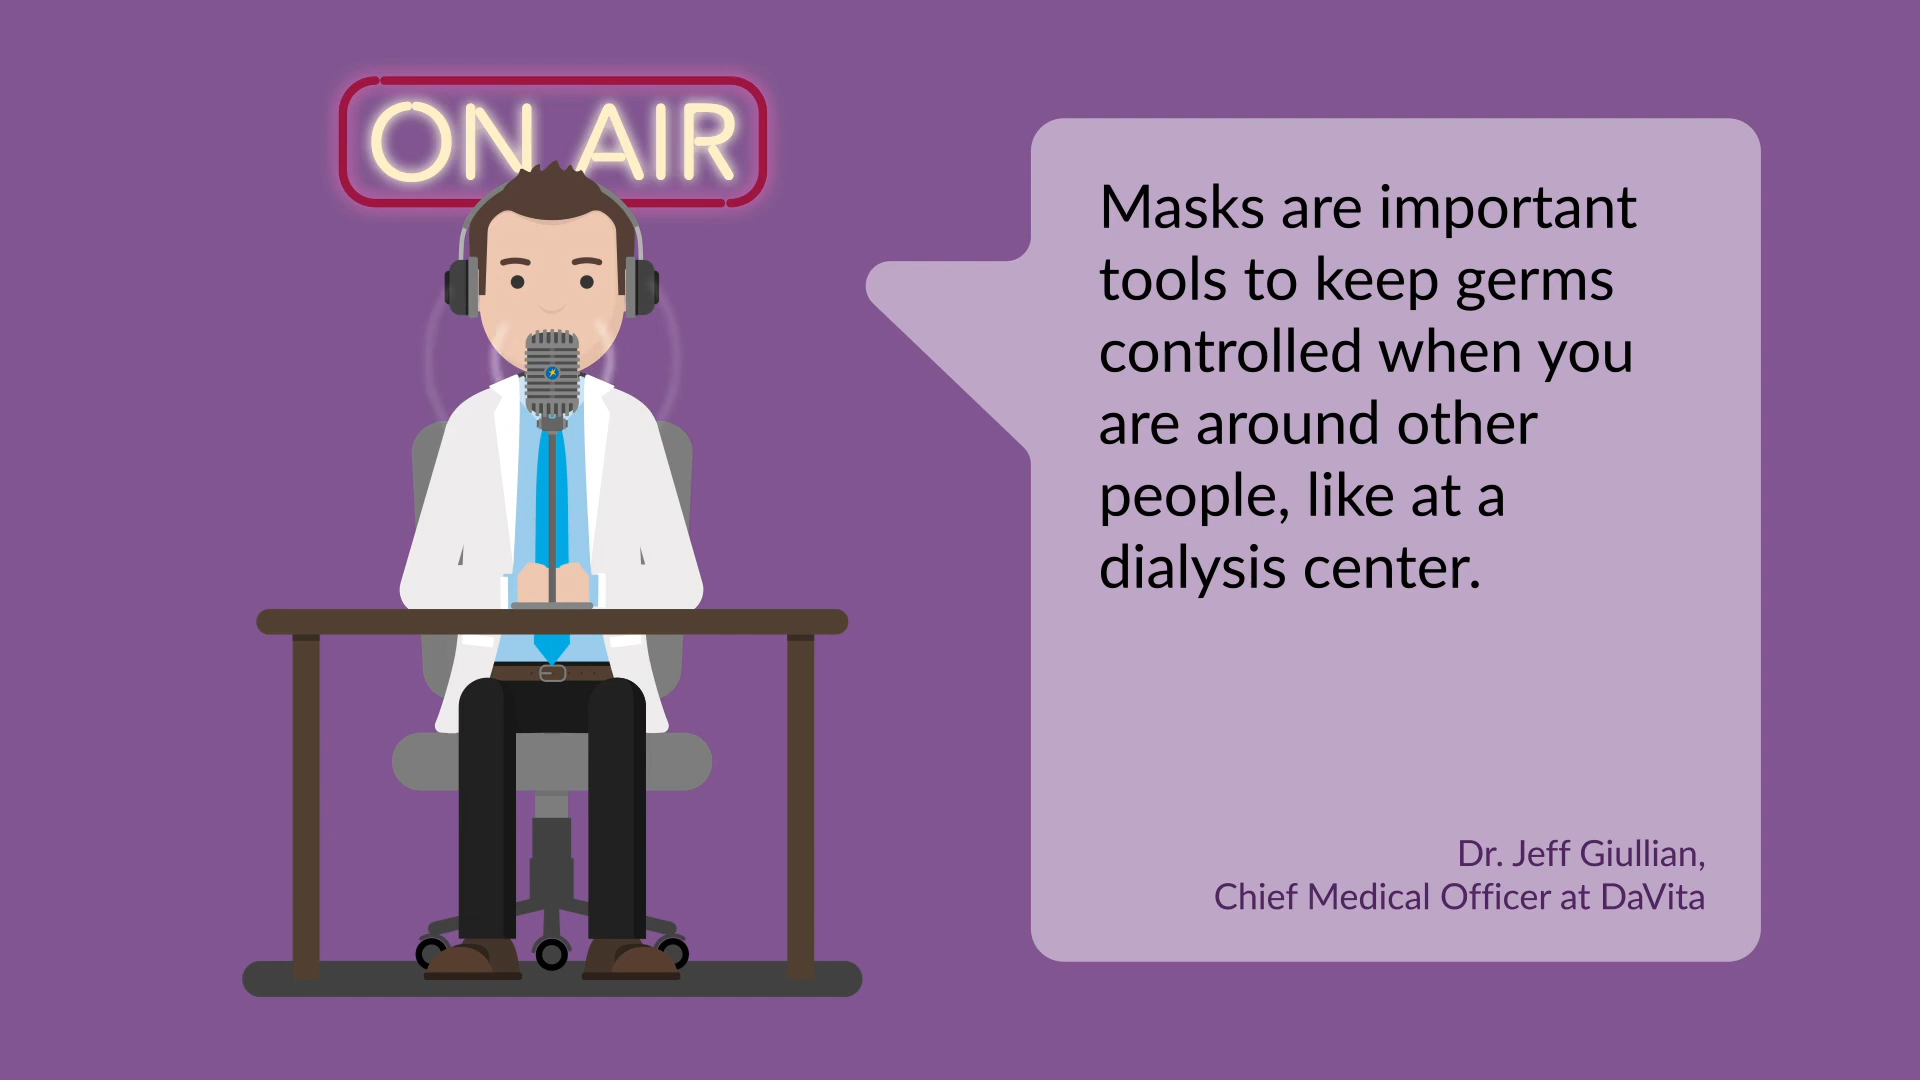 ON AIR
Masks are important
tools to keep germs
controlled when you
are around other
people, like at a
dialysis center.
Dr. Jeff Giullian,
Chief Medical Officer at DaVita